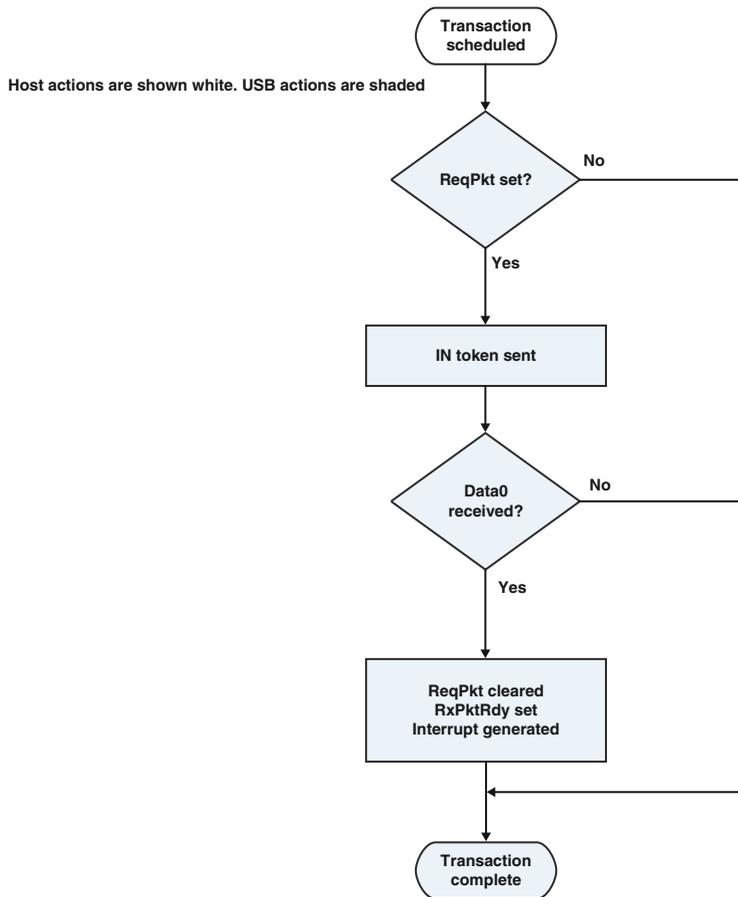 Transaction
scheduled
Host actions are shown white. USB actions are shaded
ReqPkt set?
No
Yes
IN token sent
Data0
received?
No
Yes
ReqPkt cleared
RxPktRdy set
Interrupt generated
Transaction
complete